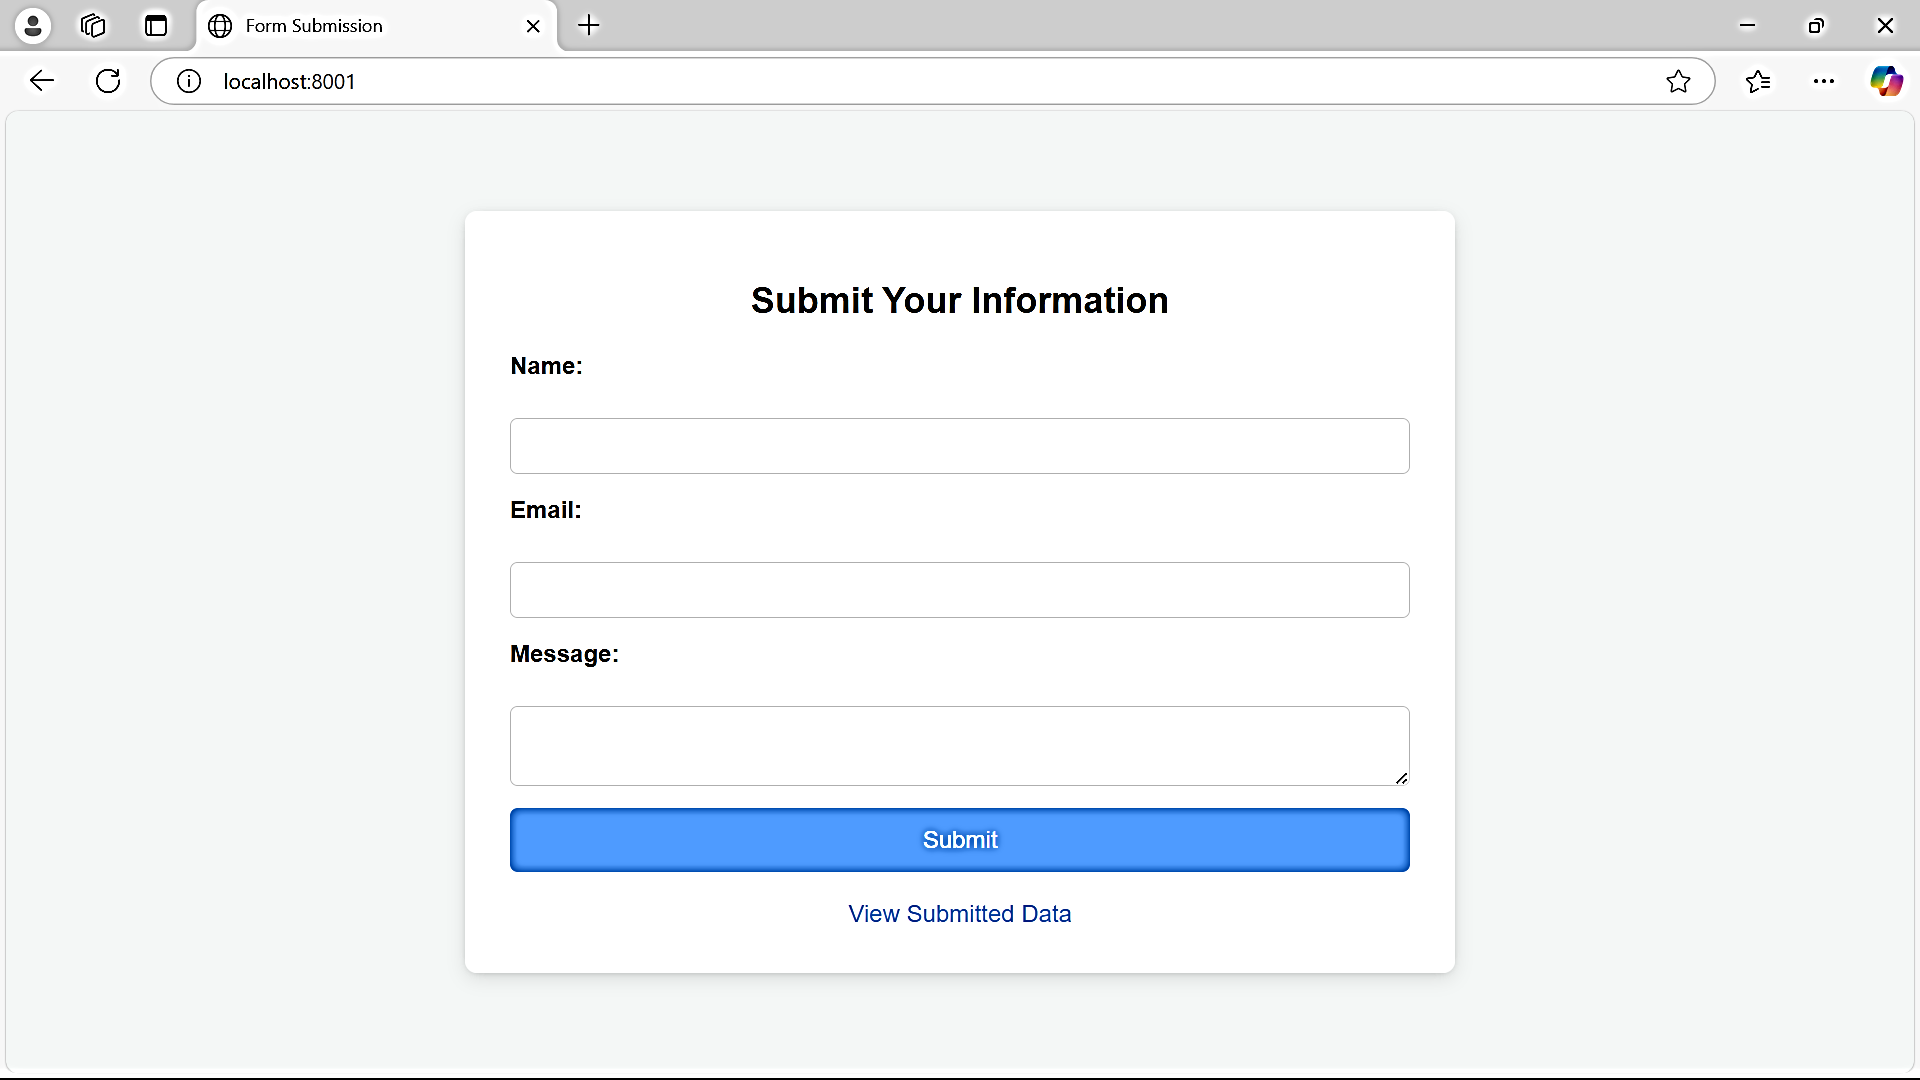 Form Submission
localhost:8001
Submit Your Information
Name:
Email:
Message:
Submit
View Submitted Data